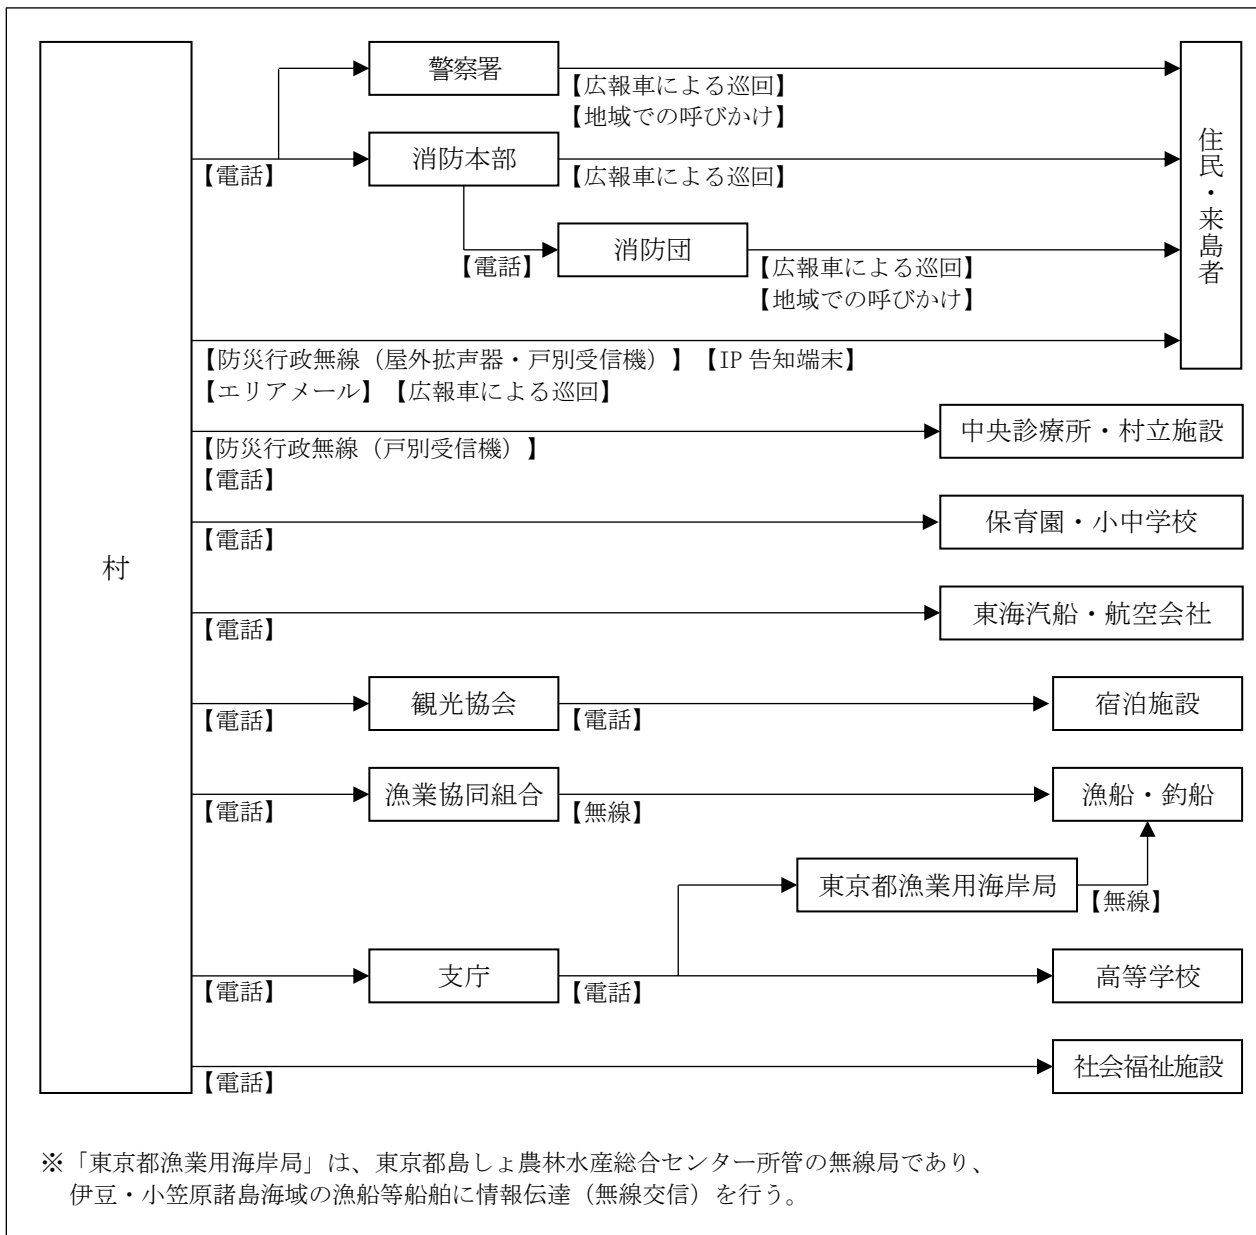 警察署
【広報車による巡回】
【地域での呼びかけ】
消防本部
【電話】
【広報車による巡回】
消防団
【電話】
【広報車による巡回】
【地域での呼びかけ】
住民・来島者
【防災行政無線（屋外拡声器・戸別受信機）】【IP 告知端末】
【エリアメール】【広報車による巡回】
中央診療所・村立施設
【防災行政無線（戸別受信機）】
【電話】
保育園・小中学校
【電話】
村
東海汽船・航空会社
【電話】
観光協会
【電話】
【電話】
宿泊施設
漁業協同組合
【電話】
【無線】
漁船・釣船
東京都漁業用海岸局
【無線】
支庁
【電話】
【電話】
高等学校
社会福祉施設
【電話】
※「東京都漁業用海岸局」は、東京都島しょ農林水産総合センター所管の無線局であり、
伊豆・小笠原諸島海域の漁船等船舶に情報伝達（無線交信）を行う。